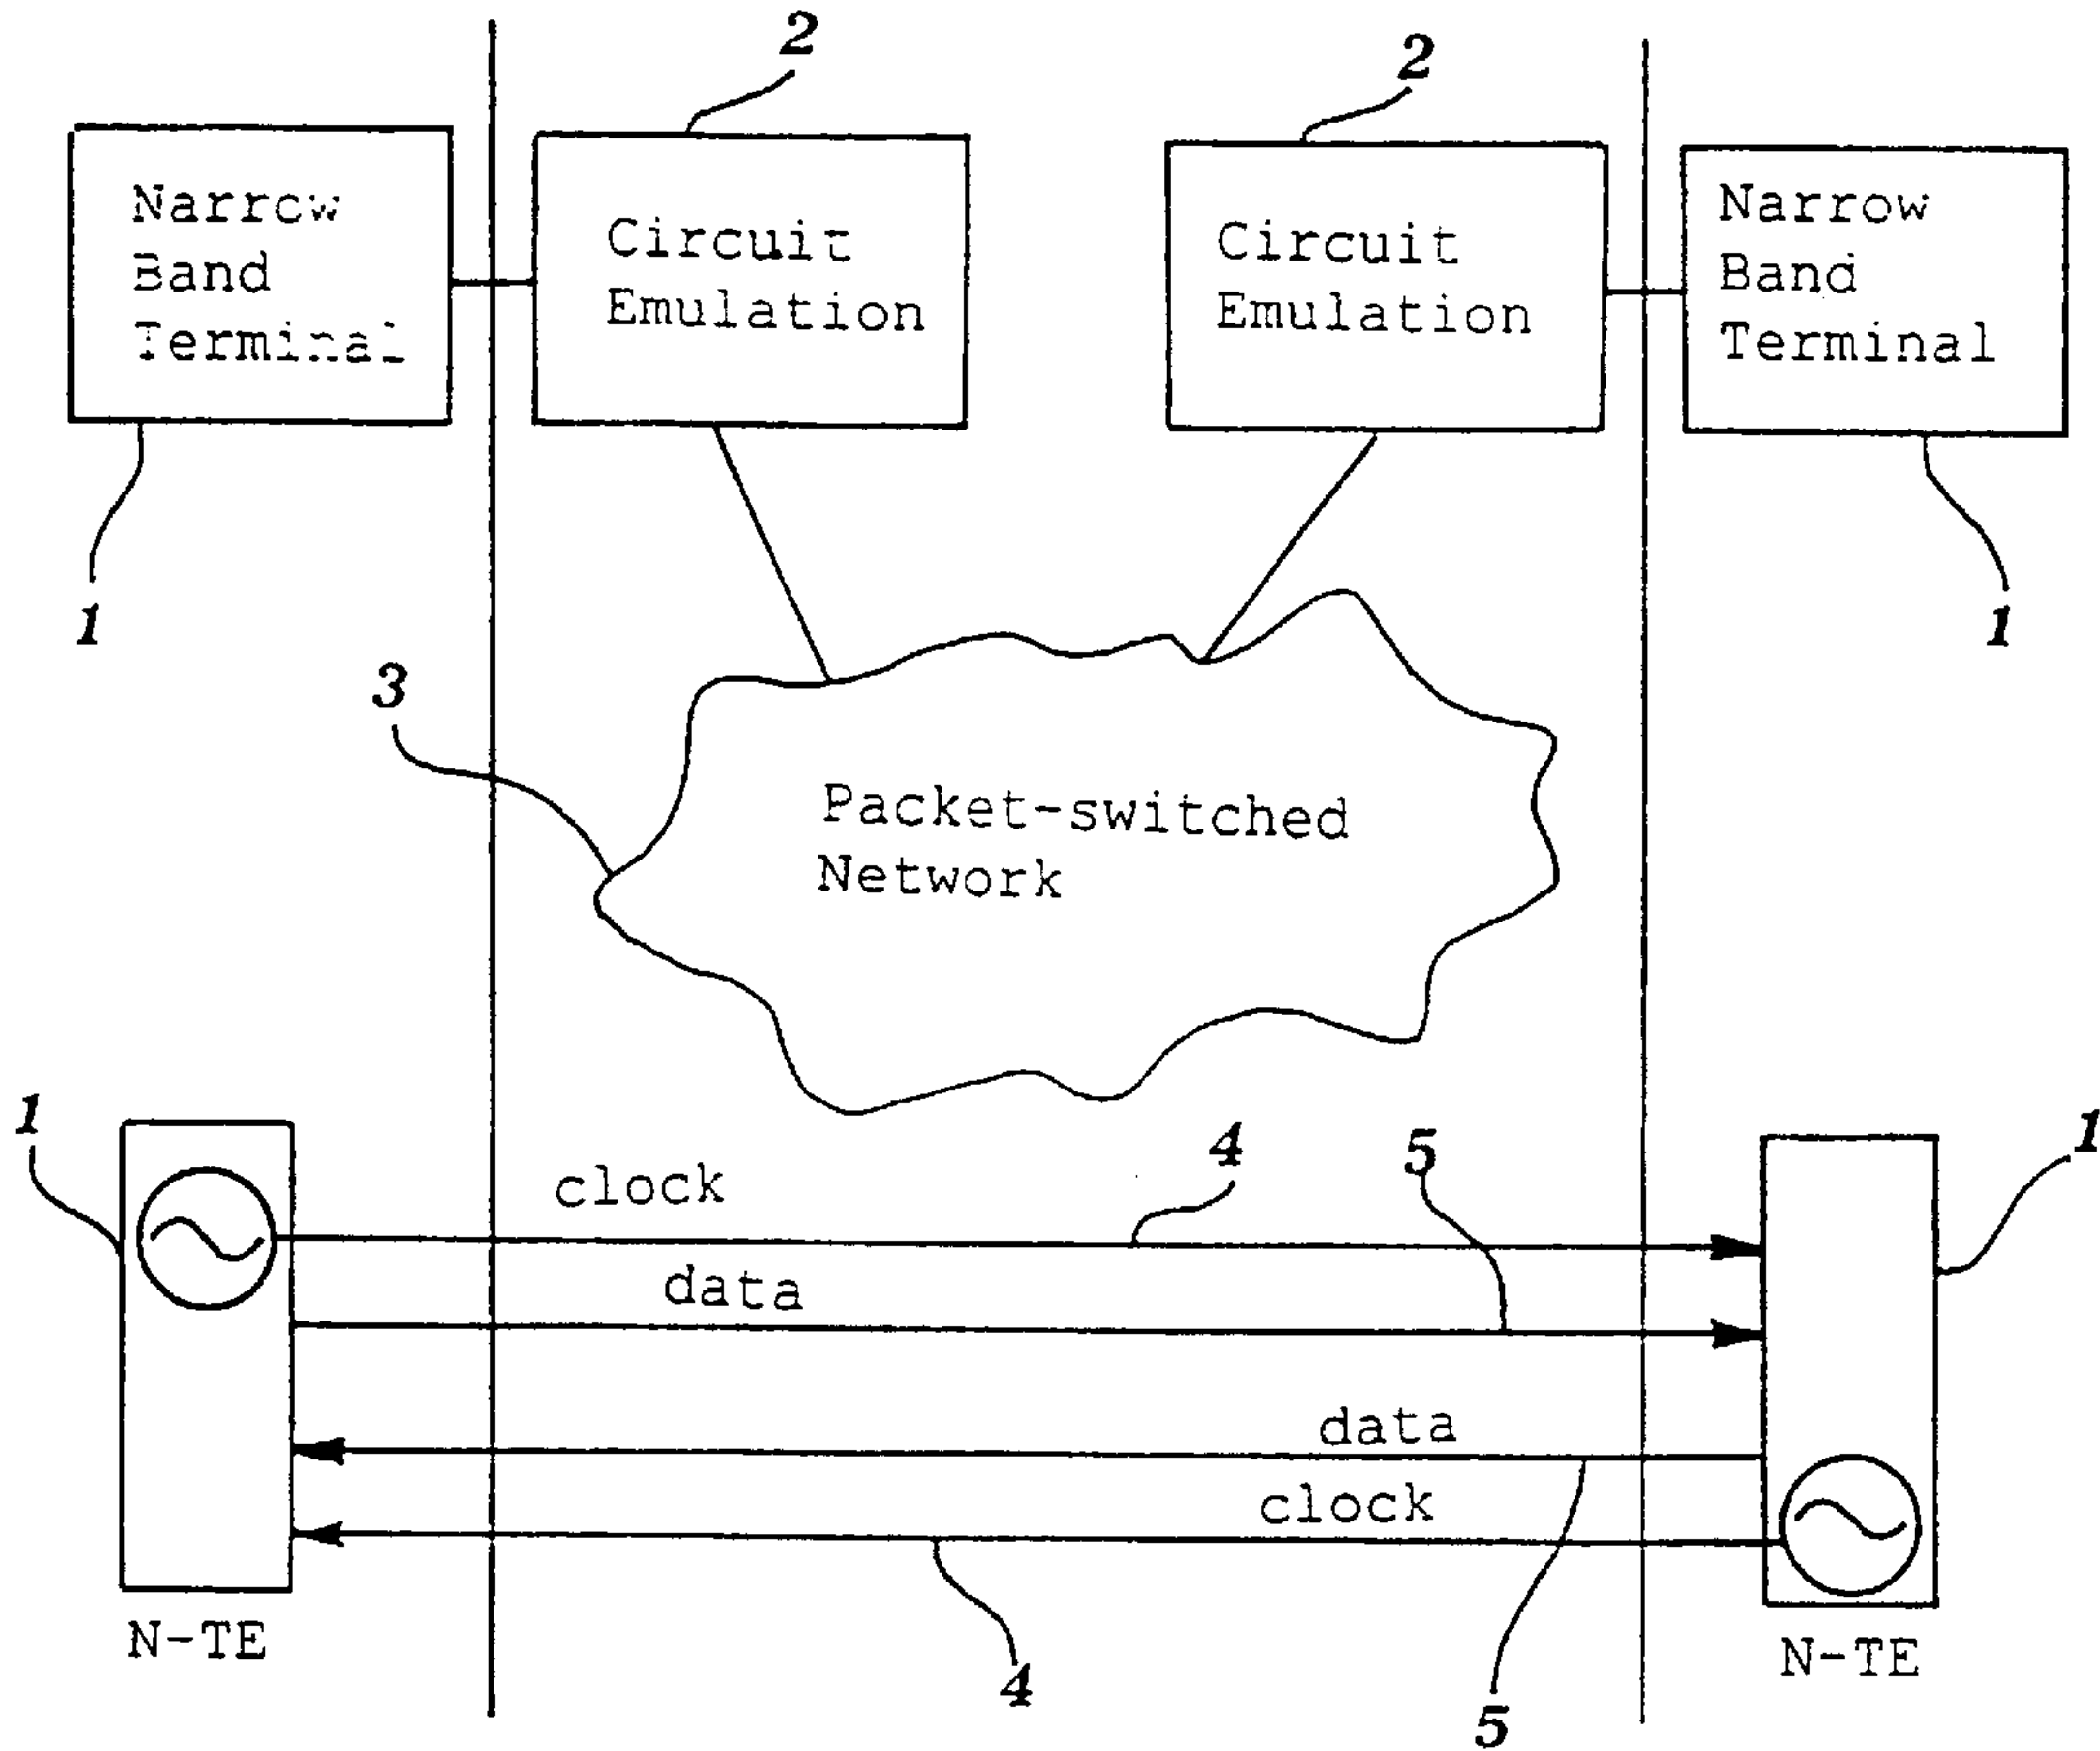 2
2
Narrow
Band
Terminal
Circuit
Emulation
Circuit
Emulation
Narrow
Band
Terminal
1
1
3
Packet-switched
Network
1
clock
4
5
1
data
data
clock
N-TE
4
5
N-TE